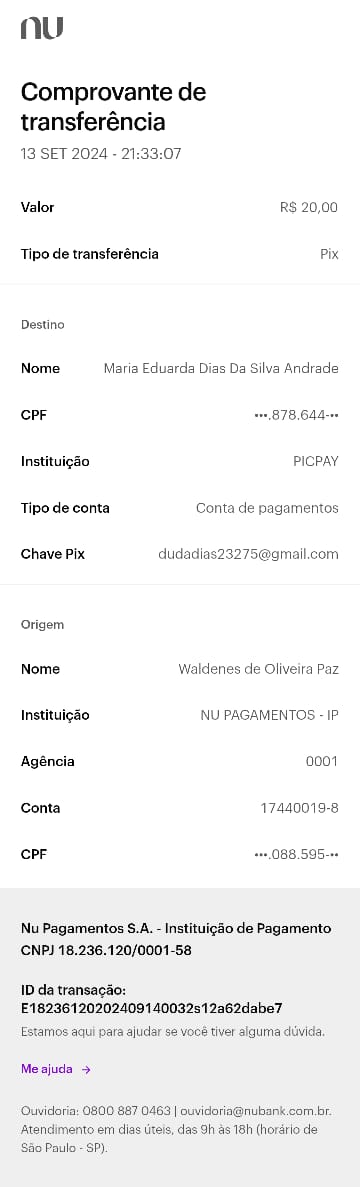 nu
Comprovante de
transferência
13 SET 2024 - 21:33:07
Valor R$ 20,00
Tipo de transferência Pix
Destino
Nome Maria Eduarda Dias Da Silva Andrade
CPF •••.878.644-••
Instituição PICPAY
Tipo de conta Conta de pagamentos
Chave Pix dudadias23275@gmail.com
Origem
Nome Waldenes de Oliveira Paz
Instituição NU PAGAMENTOS - IP
Agência 0001
Conta 17440019-8
CPF •••.088.595-••
Nu Pagamentos S.A. - Instituição de Pagamento
CNPJ 18.236.120/0001-58
ID da transação:
E18236120202409140032s12a62dabe7
Estamos aqui para ajudar se você tiver alguma dúvida.
Me ajuda →
Ouvidoria: 0800 887 0463 | ouvidoria@nubank.com.br.
Atendimento em dias úteis, das 9h às 18h (horário de
São Paulo - SP).